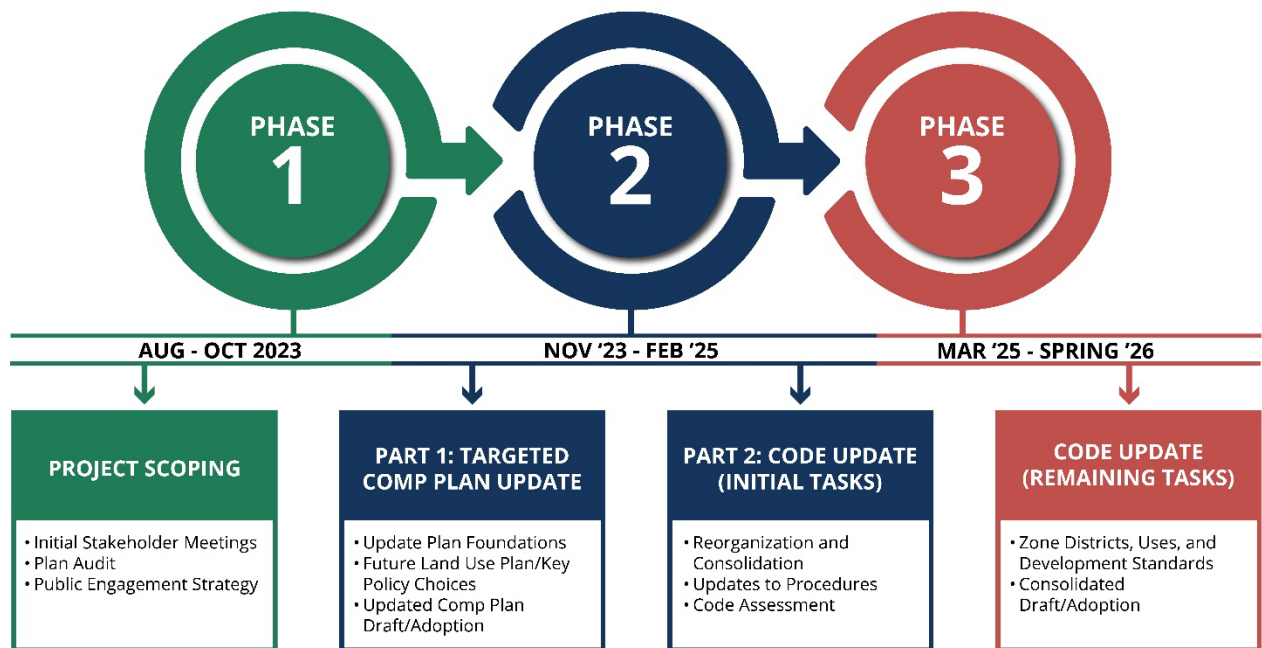 PHASE
1
PHASE
2
PHASE
3
AUG - OCT 2023
NOV ‘23 - FEB ’25
MAR ‘25 - SPRING ’26
PROJECT SCOPING
• Initial Stakeholder Meetings
• Plan Audit
• Public Engagement Strategy
PART 1: TARGETED
COMP PLAN UPDATE
• Update Plan Foundations
• Future Land Use Plan/Key
Policy Choices
• Updated Comp Plan
Draft/Adoption
PART 2: CODE UPDATE
(INITIAL TASKS)
• Reorganization and
Consolidation
• Updates to Procedures
• Code Assessment
CODE UPDATE
(REMAINING TASKS)
• Zone Districts, Uses, and
Development Standards
• Consolidated
Draft/Adoption